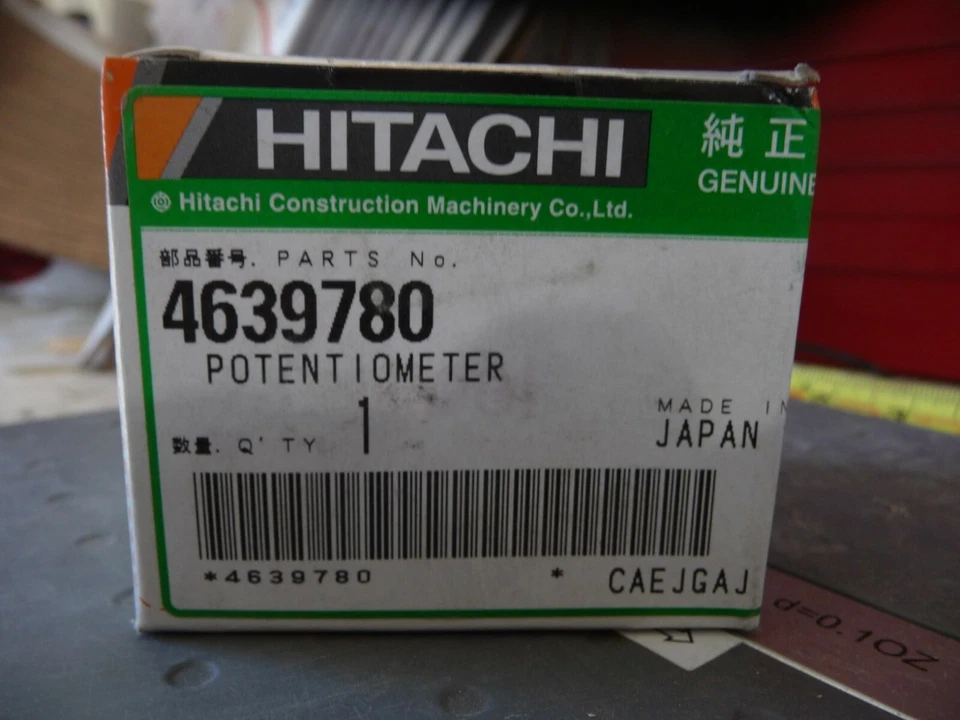 HITACHI
純正
GENUINE
Hitachi Construction Machinery Co.,Ltd.
部品番号. PARTS No.
4639780
POTENTIOMETER
数量. Q'TY 1
MADE IN
JAPAN
*4639780 *
CAEJGAJ
d=0.1OZ